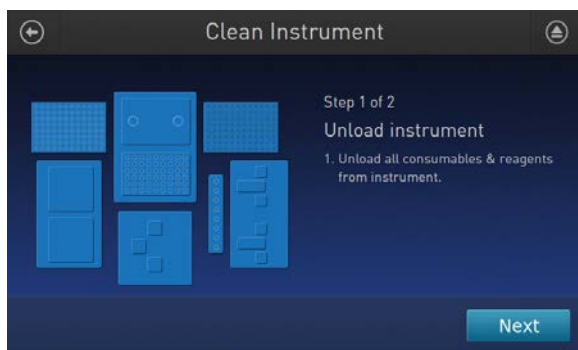 Clean Instrument
Step 1 of 2
Unload instrument
1. Unload all consumables & reagents
from instrument.
Next